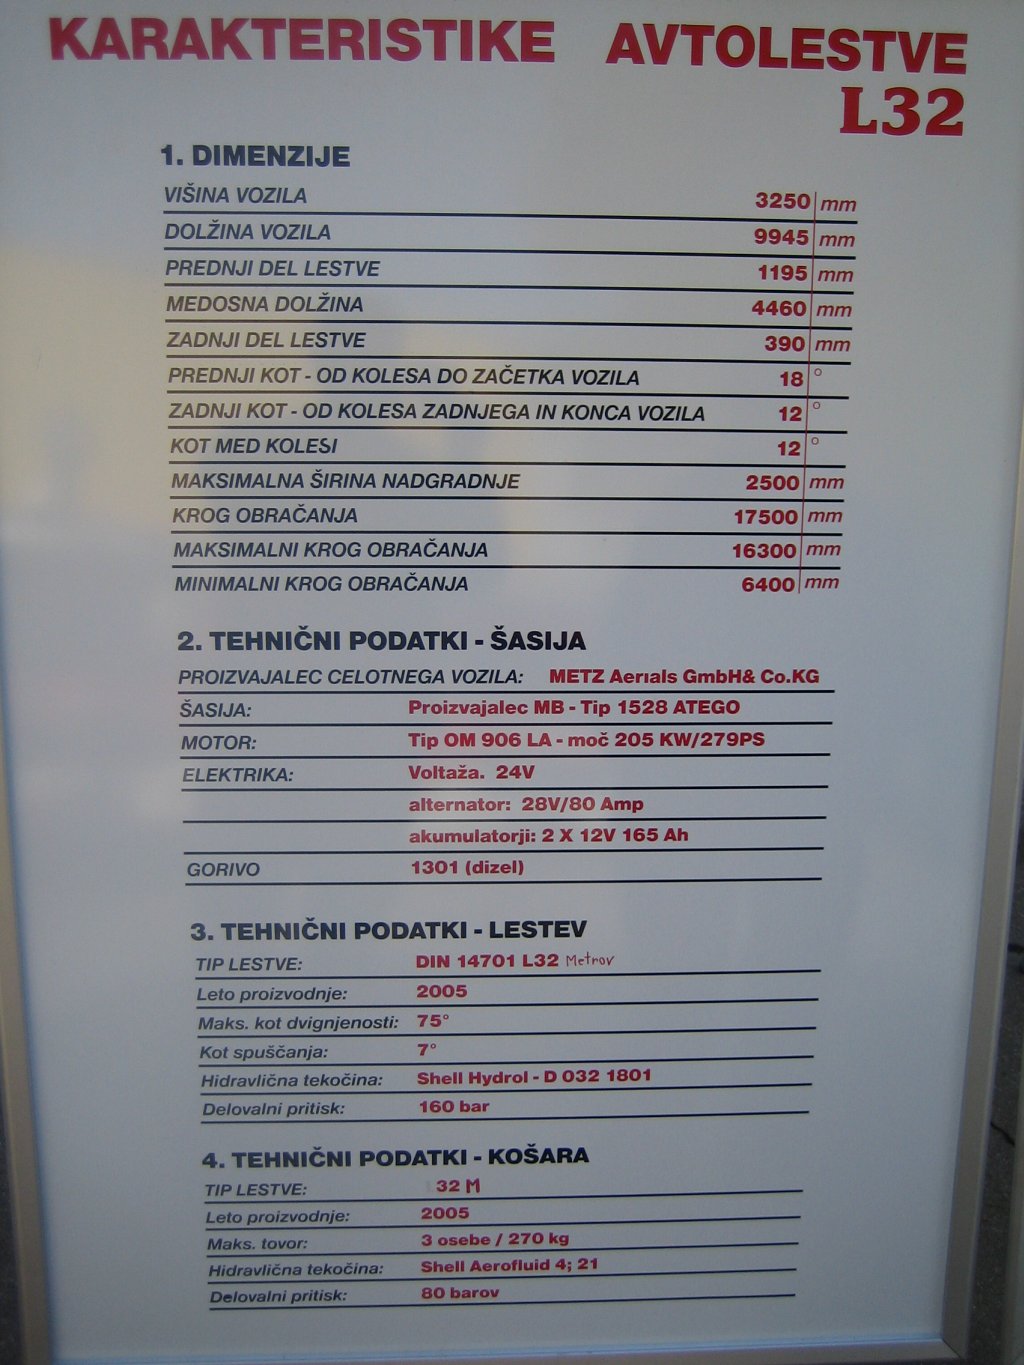 KARAKTERISTIKE AVTOLESTVE
L32
1. DIMENZIJE
VIŠINA VOZILA 3250 mm
DOLŽINA VOZILA 9945 mm
PREDNJI DEL LESTVE 1195 mm
MEDOSNA DOLŽINA 4460 mm
ZADNJI DEL LESTVE 390 mm
PREDNJI KOT - OD KOLESA DO ZAČETKA VOZILA 18 °
ZADNJI KOT - OD KOLESA ZADNJEGA IN KONCA VOZILA 12 °
KOT MED KOLESI 12 °
MAKSIMALNA ŠIRINA NADGRADNJE 2500 mm
KROG OBRAČANJA 17500 mm
MAKSIMALNI KROG OBRAČANJA 16300 mm
MINIMALNI KROG OBRAČANJA 6400 mm
2. TEHNIČNI PODATKI - ŠASIJA
PROIZVAJALEC CELOTNEGA VOZILA: METZ Aerıals GmbH& Co.KG
ŠASIJA: Proizvajalec MB - Tip 1528 ATEGO
MOTOR: Tip OM 906 LA - moč 205 KW/279PS
ELEKTRIKA: Voltaža. 24V
alternator: 28V/80 Amp
akumulatorji: 2 X 12V 165 Ah
GORIVO 1301 (dizel)
3. TEHNIČNI PODATKI - LESTEV
TIP LESTVE: DIN 14701 L32 Metrov
Leto proizvodnje: 2005
Maks. kot dvignjenosti: 75°
Kot spuščanja: 7°
Hidravlična tekočina: Shell Hydrol - D 032 1801
Delovalni pritisk: 160 bar
4. TEHNIČNI PODATKI - KOŠARA
TIP LESTVE: 32 M
Leto proizvodnje: 2005
Maks. tovor: 3 osebe / 270 kg
Hidravlična tekočina: Shell Aerofluid 4; 21
Delovalni pritisk: 80 barov